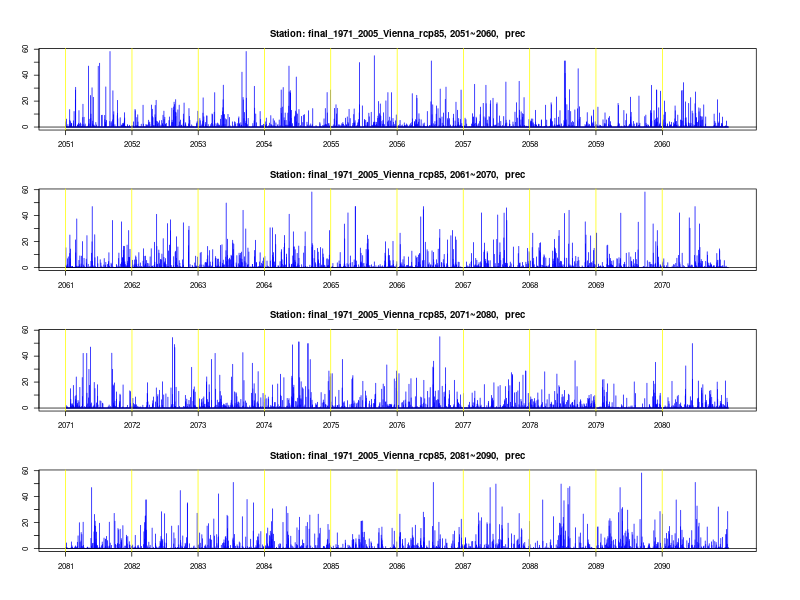 Station: final_1971_2005_Vienna_rcp85, 2051~2060, prec
0 20 40 60
2051 2052 2053 2054 2055 2056 2057 2058 2059 2060
Station: final_1971_2005_Vienna_rcp85, 2061~2070, prec
0 20 40 60
2061 2062 2063 2064 2065 2066 2067 2068 2069 2070
Station: final_1971_2005_Vienna_rcp85, 2071~2080, prec
0 20 40 60
2071 2072 2073 2074 2075 2076 2077 2078 2079 2080
Station: final_1971_2005_Vienna_rcp85, 2081~2090, prec
0 20 40 60
2081 2082 2083 2084 2085 2086 2087 2088 2089 2090